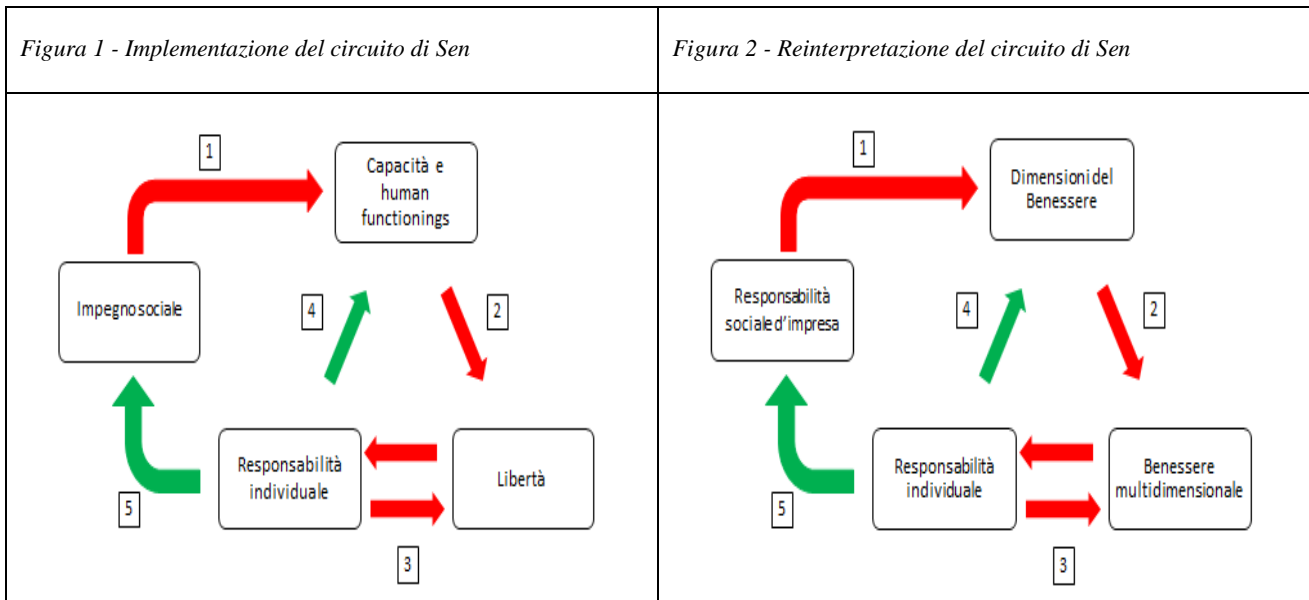 Figura 1 - Implementazione del circuito di Sen
1
Capacità e
human
functionings
Impegno sociale
4
2
Responsabilità
individuale
Libertà
5
3
Figura 2 - Reinterpretazione del circuito di Sen
1
Dimensioni del
Benessere
Responsabilità
sociale d'impresa
4
2
Responsabilità
individuale
Benessere
multidimensionale
5
3